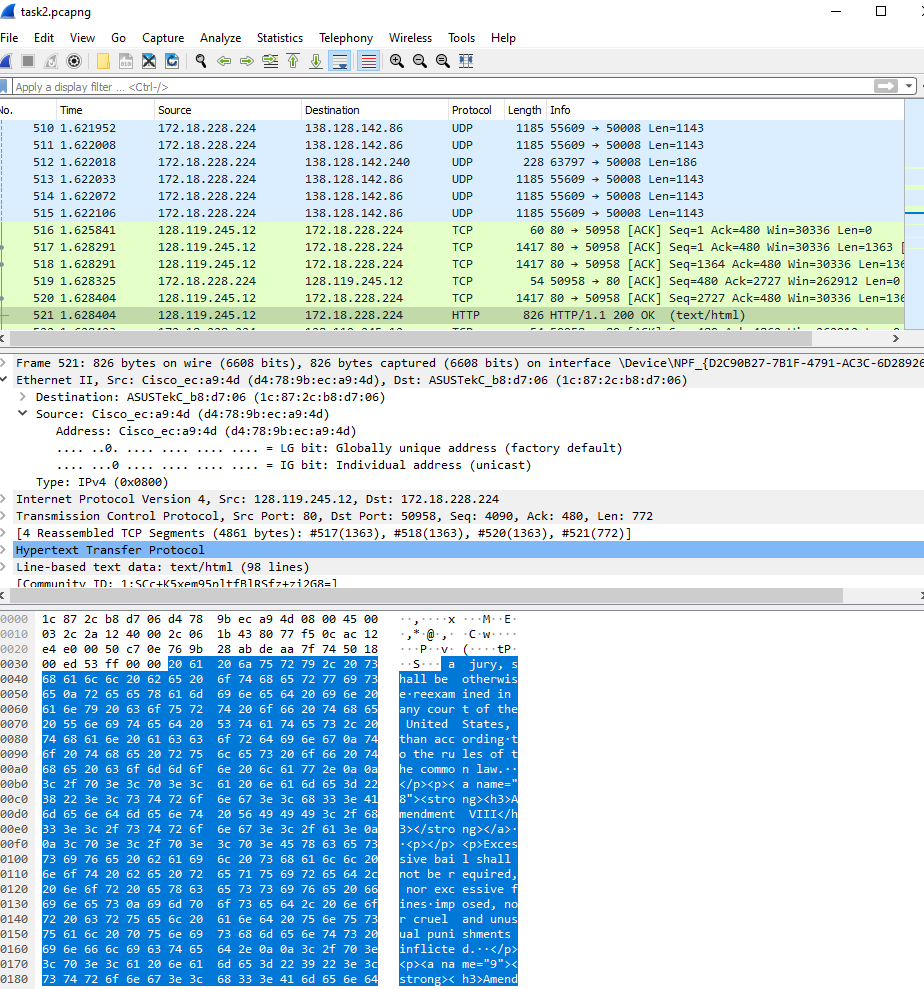 task2.pcapng
File Edit View Go Capture Analyze Statistics Telephony Wireless Tools Help
Apply a display filter ... <Ctrl-/>
No. Time Source Destination Protocol Length Info
510 1.621952 172.18.228.224 138.128.142.86 UDP 1185 55609 → 50008 Len=1143
511 1.622008 172.18.228.224 138.128.142.86 UDP 1185 55609 → 50008 Len=1143
512 1.622018 172.18.228.224 138.128.142.240 UDP 228 63797 → 50008 Len=186
513 1.622033 172.18.228.224 138.128.142.86 UDP 1185 55609 → 50008 Len=1143
514 1.622072 172.18.228.224 138.128.142.86 UDP 1185 55609 → 50008 Len=1143
515 1.622106 172.18.228.224 138.128.142.86 UDP 1185 55609 → 50008 Len=1143
516 1.625841 128.119.245.12 172.18.228.224 TCP 60 80 → 50958 [ACK] Seq=1 Ack=480 Win=30336 Len=0
517 1.628291 128.119.245.12 172.18.228.224 TCP 1417 80 → 50958 [ACK] Seq=1 Ack=480 Win=30336 Len=1363 [
518 1.628291 128.119.245.12 172.18.228.224 TCP 1417 80 → 50958 [ACK] Seq=1364 Ack=480 Win=30336 Len=136
519 1.628325 172.18.228.224 128.119.245.12 TCP 54 50958 → 80 [ACK] Seq=480 Ack=2727 Win=262912 Len=0
520 1.628404 128.119.245.12 172.18.228.224 TCP 1417 80 → 50958 [ACK] Seq=2727 Ack=480 Win=30336 Len=136
521 1.628404 128.119.245.12 172.18.228.224 HTTP 826 HTTP/1.1 200 OK (text/html)
Frame 521: 826 bytes on wire (6608 bits), 826 bytes captured (6608 bits) on interface \Device\NPF_{D2C90B27-7B1F-4791-AC3C-6D28926
Ethernet II, Src: Cisco_ec:a9:4d (d4:78:9b:ec:a9:4d), Dst: ASUSTekC_b8:d7:06 (1c:87:2c:b8:d7:06)
Destination: ASUSTekC_b8:d7:06 (1c:87:2c:b8:d7:06)
Source: Cisco_ec:a9:4d (d4:78:9b:ec:a9:4d)
Address: Cisco_ec:a9:4d (d4:78:9b:ec:a9:4d)
.... ..0. .... .... .... .... = LG bit: Globally unique address (factory default)
.... ...0 .... .... .... .... = IG bit: Individual address (unicast)
Type: IPv4 (0x0800)
Internet Protocol Version 4, Src: 128.119.245.12, Dst: 172.18.228.224
Transmission Control Protocol, Src Port: 80, Dst Port: 50958, Seq: 4090, Ack: 480, Len: 772
[4 Reassembled TCP Segments (4861 bytes): #517(1363), #518(1363), #520(1363), #521(772)]
Hypertext Transfer Protocol
Line-based text data: text/html (98 lines)
0000 1c 87 2c b8 d7 06 d4 78 9b ec a9 4d 08 00 45 00 ··,····x ···M··E·
0010 03 2c 2a 12 40 00 2c 06 1b 43 80 77 f5 0c ac 12 ·,*·@·,· ·C·w····
0020 e4 e0 00 50 c7 0e 76 9b 28 ab de aa 7f 74 50 18 ···P··v· (····tP·
0030 00 ed 53 ff 00 00 20 61 20 6a 75 72 79 2c 20 73 ··S··· a jury, s
0040 68 61 6c 6c 20 62 65 20 6f 74 68 65 72 77 69 73 hall be otherwis
0050 65 0a 72 65 65 78 61 6d 69 6e 65 64 20 69 6e 20 e·reexam ined in
0060 61 6e 79 20 63 6f 75 72 74 20 6f 66 20 74 68 65 any cour t of the
0070 20 55 6e 69 74 65 64 20 53 74 61 74 65 73 2c 20 United States,
0080 74 68 61 6e 20 61 63 63 6f 72 64 69 6e 67 0a 74 than acc ording·t
0090 6f 20 74 68 65 20 72 75 6c 65 73 20 6f 66 20 74 o the ru les of t
00a0 68 65 20 63 6f 6d 6d 6f 6e 20 6c 61 77 2e 0a 0a he commo n law.··
00b0 3c 2f 70 3e 3c 70 3e 3c 61 20 6e 61 6d 65 3d 22 </p><p>< a name="
00c0 38 22 3e 3c 73 74 72 6f 6e 67 3e 3c 68 33 3e 41 8"><stro ng><h3>A
00d0 6d 65 6e 64 6d 65 6e 74 20 56 49 49 49 3c 2f 68 mendment VIII</h
00e0 33 3e 3c 2f 73 74 72 6f 6e 67 3e 3c 2f 61 3e 0a 3></stro ng></a>·
00f0 0a 3c 70 3e 3c 2f 70 3e 3c 70 3e 45 78 63 65 73 ·<p></p> <p>Exces
0100 73 69 76 65 20 62 61 69 6c 20 73 68 61 6c 6c 20 sive bai l shall
0110 6e 6f 74 20 62 65 20 72 65 71 75 69 72 65 64 2c not be r equired,
0120 20 6e 6f 72 20 65 78 63 65 73 73 69 76 65 20 66 nor exc essive f
0130 69 6e 65 73 0a 69 6d 70 6f 73 65 64 2c 20 6e 6f ines·imp osed, no
0140 72 20 63 72 75 65 6c 20 61 6e 64 20 75 6e 75 73 r cruel and unus
0150 75 61 6c 20 70 75 6e 69 73 68 6d 65 6e 74 73 20 ual puni shments
0160 69 6e 66 6c 69 63 74 65 64 2e 0a 0a 3c 2f 70 3e inflicte d.··</p>
0170 3c 70 3e 3c 61 20 6e 61 6d 65 3d 22 39 22 3e 3c <p><a na me="9"><
0180 73 74 72 6f 6e 67 3e 3c 68 33 3e 41 6d 65 6e 64 strong>< h3>Amend